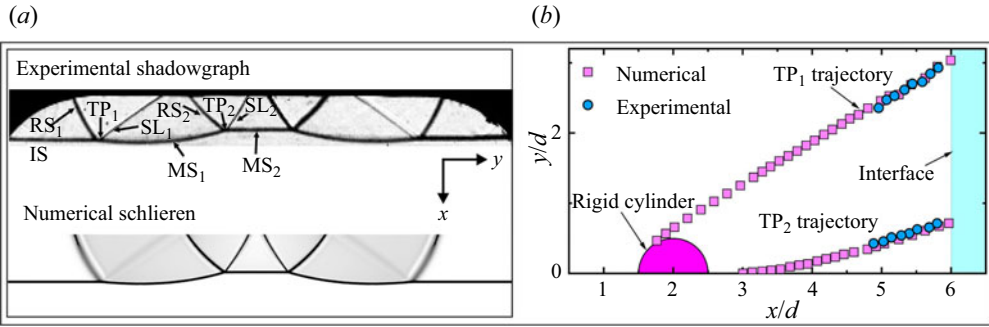 (a)
Experimental shadowgraph
RS1 TP1 SL1 RS2 TP2 SL2
IS
MS1 MS2
y
x
Numerical schlieren
(b)
Numerical
Experimental
TP1 trajectory
Interface
Rigid cylinder
TP2 trajectory
y/d
2
0
1 2 3 4 5 6
x/d